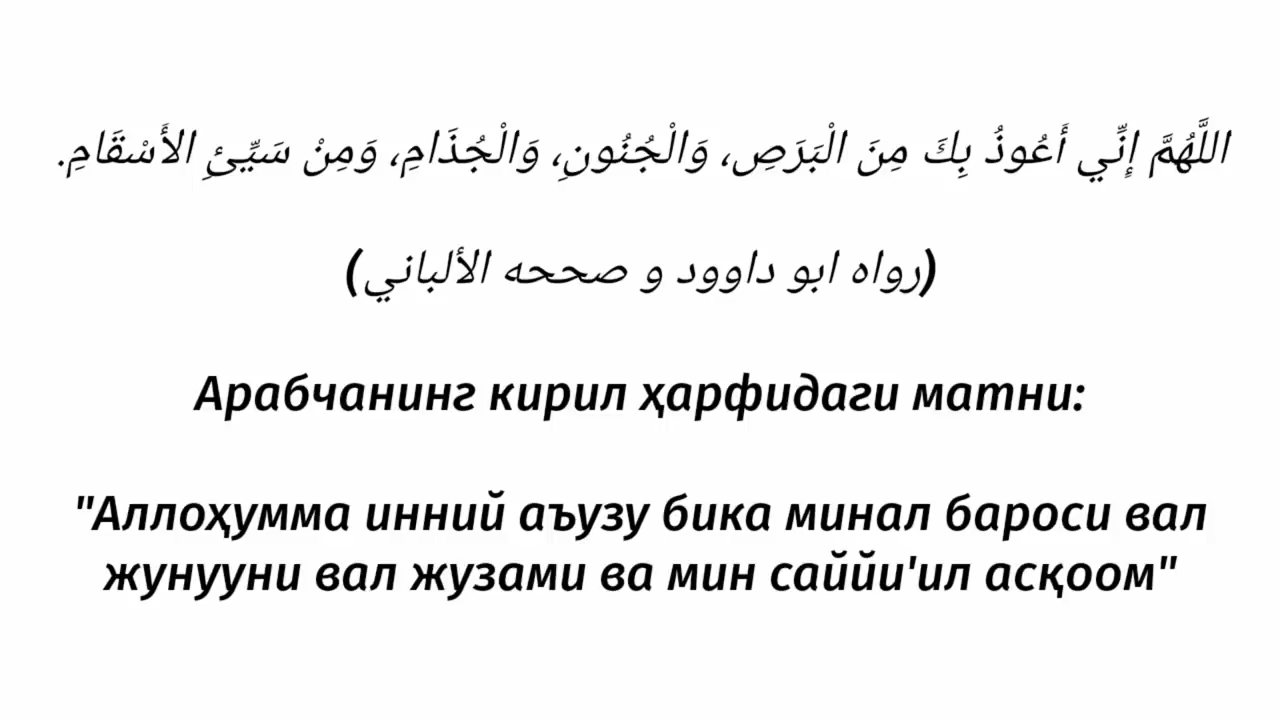 اللَّهُمَّ إِنِّي أَعُوذُ بِكَ مِنَ الْبَرَصِ، وَالْجُنُونِ، وَالْجُذَامِ، وَمِنْ سَيِّئِ الأَسْقَامِ.
(رواه ابو داوود و صححه الألباني)
Арабчанинг кирил ҳарфидаги матни:
"Аллоҳумма инний аъузу бика минал бароси вал
жунууни вал жузами ва мин саййи'ил асқоом"